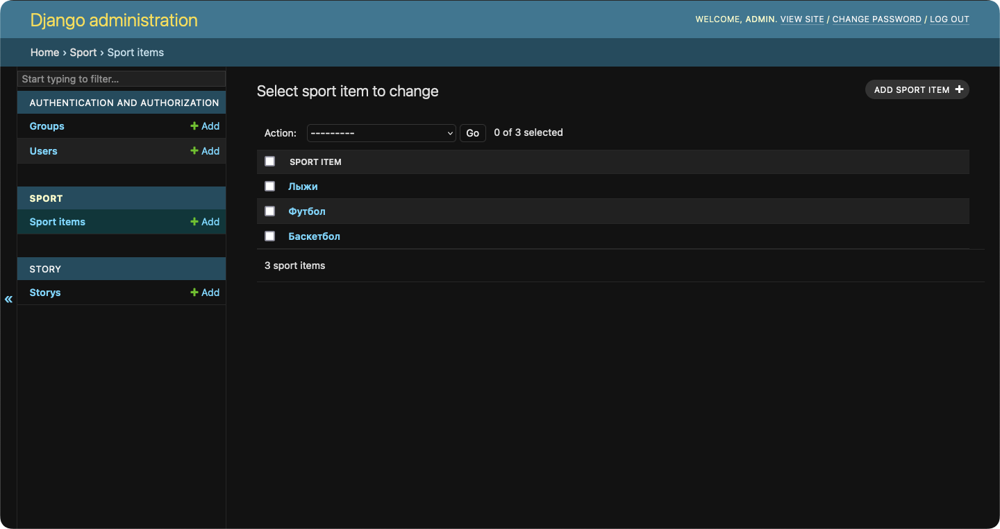 Django administration
WELCOME, ADMIN. VIEW SITE / CHANGE PASSWORD / LOG OUT
Home › Sport › Sport items
Start typing to filter...
AUTHENTICATION AND AUTHORIZATION
Groups + Add
Users + Add
SPORT
Sport items + Add
STORY
Storys + Add
«
Select sport item to change
ADD SPORT ITEM +
Action: --------- Go 0 of 3 selected
SPORT ITEM
Лыжи
Футбол
Баскетбол
3 sport items